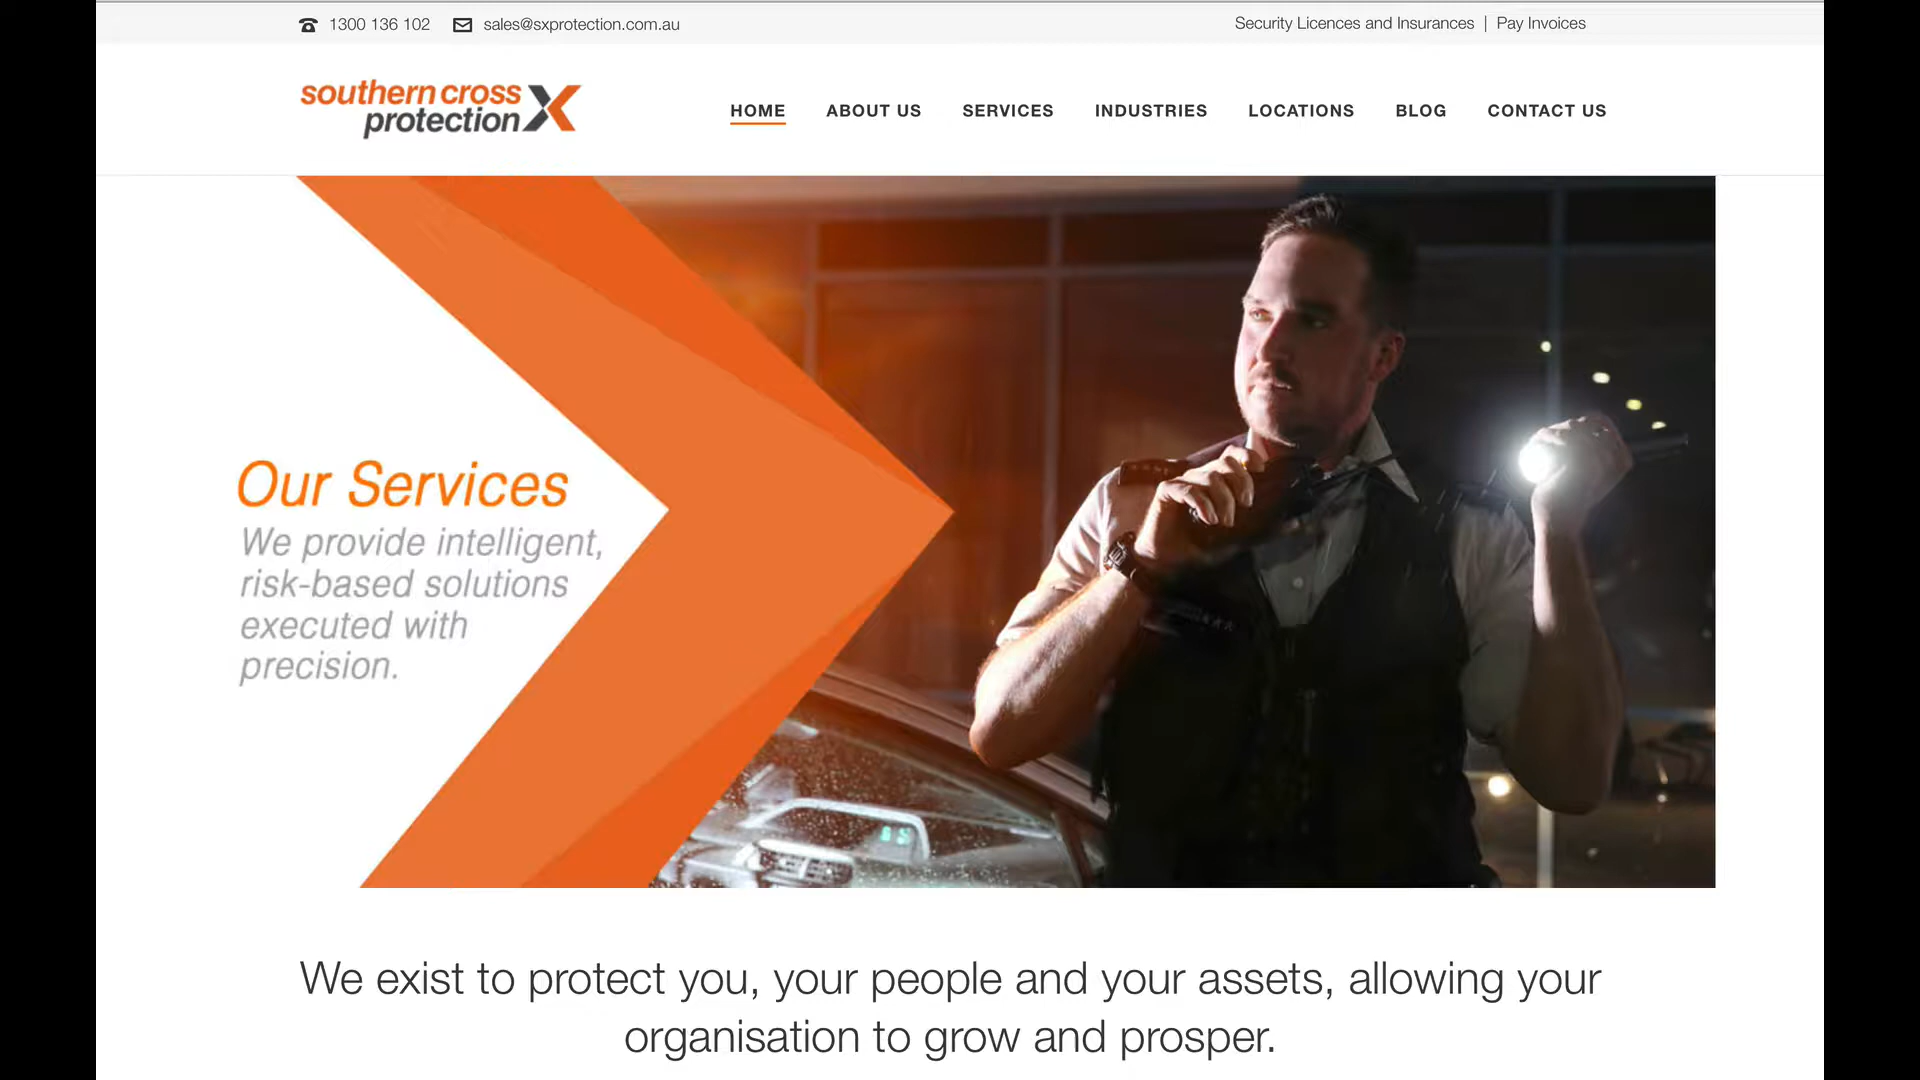 1300 136 102 sales@sxprotection.com.au Security Licences and Insurances | Pay Invoices
southern cross
protection
HOME ABOUT US SERVICES INDUSTRIES LOCATIONS BLOG CONTACT US
Our Services
We provide intelligent,
risk-based solutions
executed with
precision.
We exist to protect you, your people and your assets, allowing your
organisation to grow and prosper.